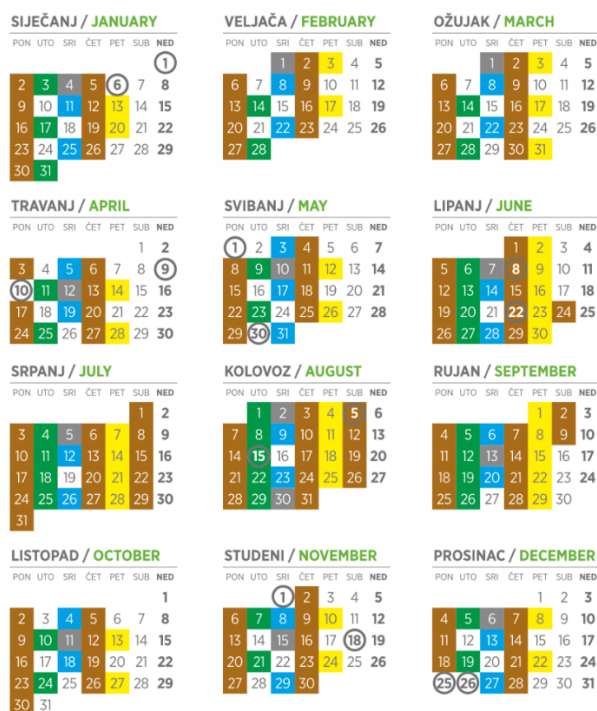 SIJEČANJ / JANUARY
PON UTO SRI ČET PET SUB NED
1
2 3 4 5 6 7 8
9 10 11 12 13 14 15
16 17 18 19 20 21 22
23 24 25 26 27 28 29
30 31
VELJAČA / FEBRUARY
PON UTO SRI ČET PET SUB NED
1 2 3 4 5
6 7 8 9 10 11 12
13 14 15 16 17 18 19
20 21 22 23 24 25 26
27 28
OŽUJAK / MARCH
PON UTO SRI ČET PET SUB NED
1 2 3 4 5
6 7 8 9 10 11 12
13 14 15 16 17 18 19
20 21 22 23 24 25 26
27 28 29 30 31
TRAVANJ / APRIL
PON UTO SRI ČET PET SUB NED
1 2
3 4 5 6 7 8 9
10 11 12 13 14 15 16
17 18 19 20 21 22 23
24 25 26 27 28 29 30
SVIBANJ / MAY
PON UTO SRI ČET PET SUB NED
1 2 3 4 5 6 7
8 9 10 11 12 13 14
15 16 17 18 19 20 21
22 23 24 25 26 27 28
29 30 31
LIPANJ / JUNE
PON UTO SRI ČET PET SUB NED
1 2 3 4
5 6 7 8 9 10 11
12 13 14 15 16 17 18
19 20 21 22 23 24 25
26 27 28 29 30
SRPANJ / JULY
PON UTO SRI ČET PET SUB NED
1 2
3 4 5 6 7 8 9
10 11 12 13 14 15 16
17 18 19 20 21 22 23
24 25 26 27 28 29 30
31
KOLOVOZ / AUGUST
PON UTO SRI ČET PET SUB NED
1 2 3 4 5 6
7 8 9 10 11 12 13
14 15 16 17 18 19 20
21 22 23 24 25 26 27
28 29 30 31
RUJAN / SEPTEMBER
PON UTO SRI ČET PET SUB NED
1 2 3
4 5 6 7 8 9 10
11 12 13 14 15 16 17
18 19 20 21 22 23 24
25 26 27 28 29 30
LISTOPAD / OCTOBER
PON UTO SRI ČET PET SUB NED
1
2 3 4 5 6 7 8
9 10 11 12 13 14 15
16 17 18 19 20 21 22
23 24 25 26 27 28 29
30 31
STUDENI / NOVEMBER
PON UTO SRI ČET PET SUB NED
1 2 3 4 5
6 7 8 9 10 11 12
13 14 15 16 17 18 19
20 21 22 23 24 25 26
27 28 29 30
PROSINAC / DECEMBER
PON UTO SRI ČET PET SUB NED
1 2 3
4 5 6 7 8 9 10
11 12 13 14 15 16 17
18 19 20 21 22 23 24
25 26 27 28 29 30 31